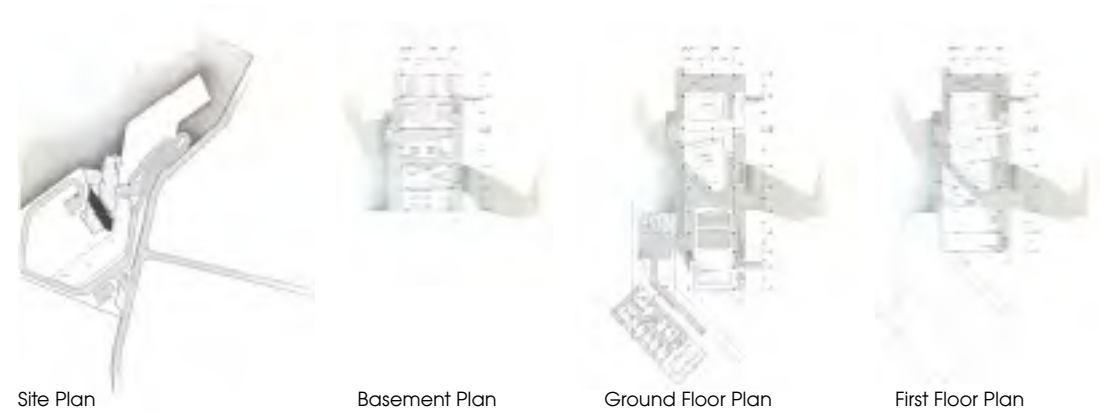 Site Plan
Basement Plan
Ground Floor Plan
First Floor Plan